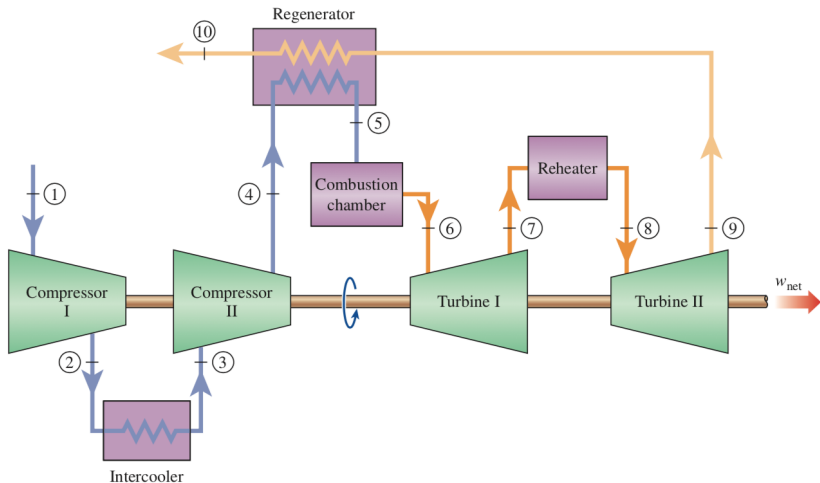 Regenerator
10
5
Combustion
chamber
4
1
6
7
Reheater
8
9
Compressor
I
Compressor
II
Turbine I
Turbine II
wnet
2
3
Intercooler